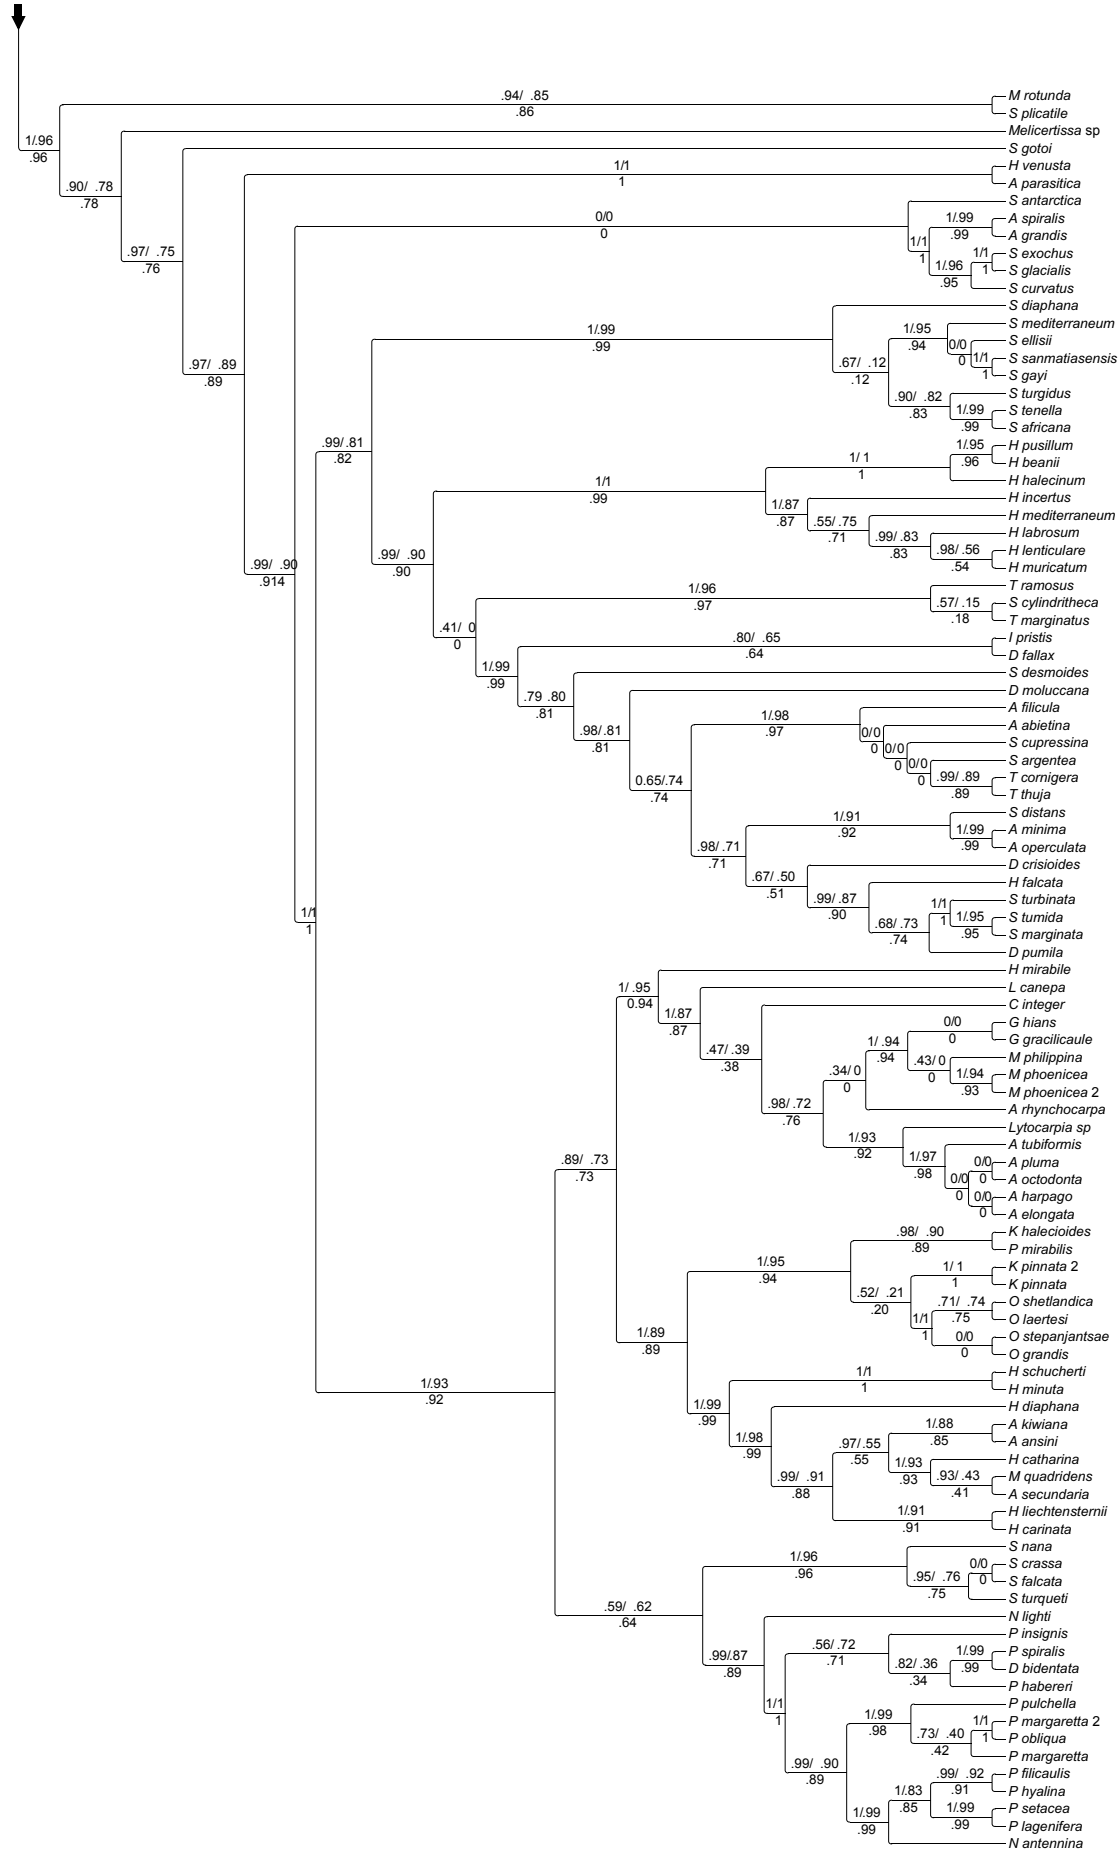 .94/ .85
M rotunda
.86
S plicatile
1/.96
Melicertissa sp
.96
S gotoi
.90/ .78
1/1
H venusta
.78
1
A parasitica
S antarctica
0/0
1/.99
A spiralis
0
.99
A grandis
1/1
1
.97/ .75
1/1
S exochus
.76
1/.96
1
S glacialis
.95
S curvatus
S diaphana
1/.99
1/.95
S mediterraneum
.99
.94
0/0
S ellisii
0
.67/ .12
1/1
S sanmatiasensis
.97/ .89
.12
1
S gayi
.89
.90/ .82
S turgidus
.83
1/.99
S tenella
.99
S africana
.99/.81
1/.95
H pusillum
.82
1/ 1
.96
H beanii
1
H halecinum
1/1
H incertus
.99
1/.87
.87
.55/ .75
H mediterraneum
.71
.99/ .83
H labrosum
.83
.98/.56
H lenticulare
.99/ .90
.54
H muricatum
.90
.99/ .90
.914
1/.96
T ramosus
.97
.57/ .15
S cylindritheca
.18
T marginatus
.41/ 0
0
.80/ .65
I pristis
.64
D fallax
1/.99
S desmoides
.99
.79 .80
D moluccana
.81
.98/.81
A filicula
.81
1/.98
A abietina
.97
0/0
0
S cupressina
0/0
0
S argentea
0/0
0
0.65/.74
.99/ .89
T cornigera
.74
.89
T thuja
1/.91
S distans
.92
1/.99
A minima
.98/ .71
.99
A operculata
.71
D crisioides
.67/ .50
.51
H falcata
.99/ .87
.90
1/1
S turbinata
1
1/1
1
.68/ .73
1/.95
S tumida
.74
.95
S marginata
D pumila
H mirabile
1/ .95
L canepa
0.94
C integer
1/.87
.87
0/0
G hians
0
G gracilicaule
.47/ .39
1/ .94
M philippina
.38
.94
.43/ 0
0
1/.94
M phoenicea
.34/ 0
.93
M phoenicea 2
0
A rhynchocarpa
.98/ .72
.76
Lytocarpia sp
1/.93
.92
A tubiformis
1/.97
.98
0/0
A pluma
.89/ .73
0
A octodonta
.73
0/0
0
0/0
A harpago
0
A elongata
.98/ .90
K halecioides
.89
P mirabilis
1/.95
1/ 1
K pinnata 2
.94
1
K pinnata
.52/ .21
.20
.71/ .74
O shetlandica
.75
O laertesi
1/1
1
1/.89
0/0
O stepanjantsae
.89
0
O grandis
1/1
H schucherti
1
H minuta
1/.93
.92
1/.99
H diaphana
.99
1/.88
A kiwiana
1/.98
.85
A ansini
.99
.97/.55
.55
H catharina
1/.93
.93
.93/ .43
M quadridens
.99/ .91
.41
A secundaria
.88
1/.91
H liechtensternii
.91
H carinata
S nana
1/.96
0/0
S crassa
.96
0
.95/ .76
S falcata
.75
S turqueti
.59/ .62
N lighti
.64
.56/ .72
P insignis
.71
1/.99
P spiralis
.99/.87
.82/ .36
.99
D bidentata
.89
.34
P habereri
1/1
1
P pulchella
1/.99
.98
1/1
P margaretta 2
.73/ .40
1
P obliqua
.42
P margaretta
.99/ .90
.99/ .92
P filicaulis
.89
.91
P hyalina
1/.83
.85
1/.99
P setacea
1/.99
.99
P lagenifera
.99
N antennina